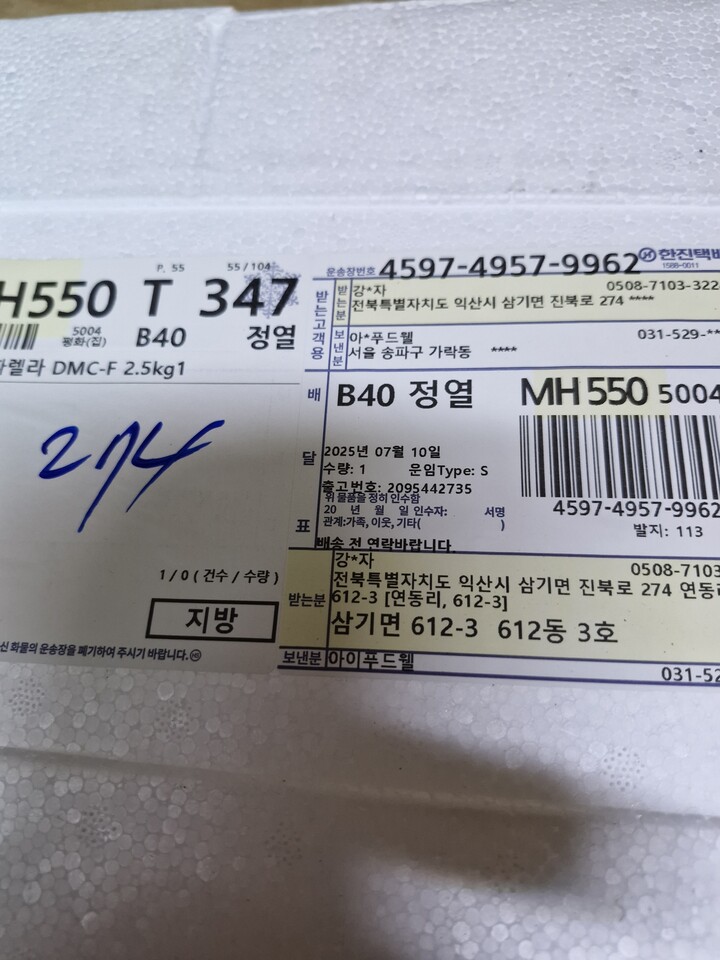 P. 55 55/104
H550 T 347
5004
평화(집) B40 정열
렐라 DMC-F 2.5kg1
274
1/0 (건수 / 수량)
지방
신 화물의 운송장을 폐기하여 주시기 바랍니다.
운송장번호 4597-4957-9962 한진택배
1588-0011
받는고객용
받는분 강*자 0508-7103-322
전북특별자치도 익산시 삼기면 진북로 274 ****
보낸분 아*푸드웰 031-529-**
서울 송파구 가락동 ****
배달표
B40 정열 MH550 5004
2025년 07월 10일
수량: 1 운임Type: S
출고번호: 2095442735
위 물품을 정히 인수함
20 년 월 일 인수자: 서명
관계:가족, 이웃, 기타( )
4597-4957-9962
발지: 113
배송 전 연락바랍니다.
받는분 강*자 0508-7103
전북특별자치도 익산시 삼기면 진북로 274 연동리
612-3 [연동리, 612-3]
삼기면 612-3 612동 3호
보낸분 아이푸드웰 031-52